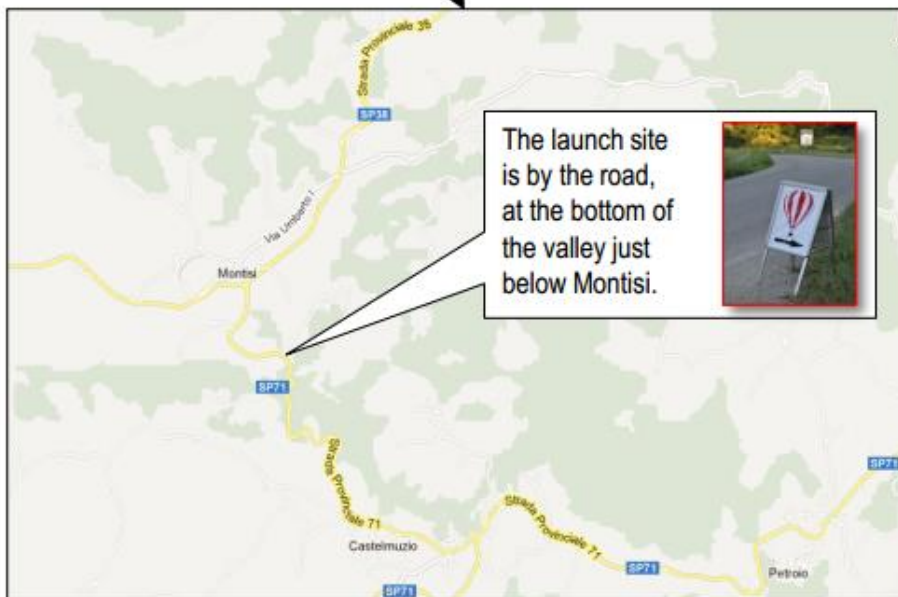 Strada Provinciale 38
SP38
The launch site
is by the road,
at the bottom of
the valley just
below Montisi.
Via Umberto I
Montisi
SP71
Strada Provinciale 71
SP71
Strada Provinciale 71
Castelmuzio
SP71
SP71
Petroio